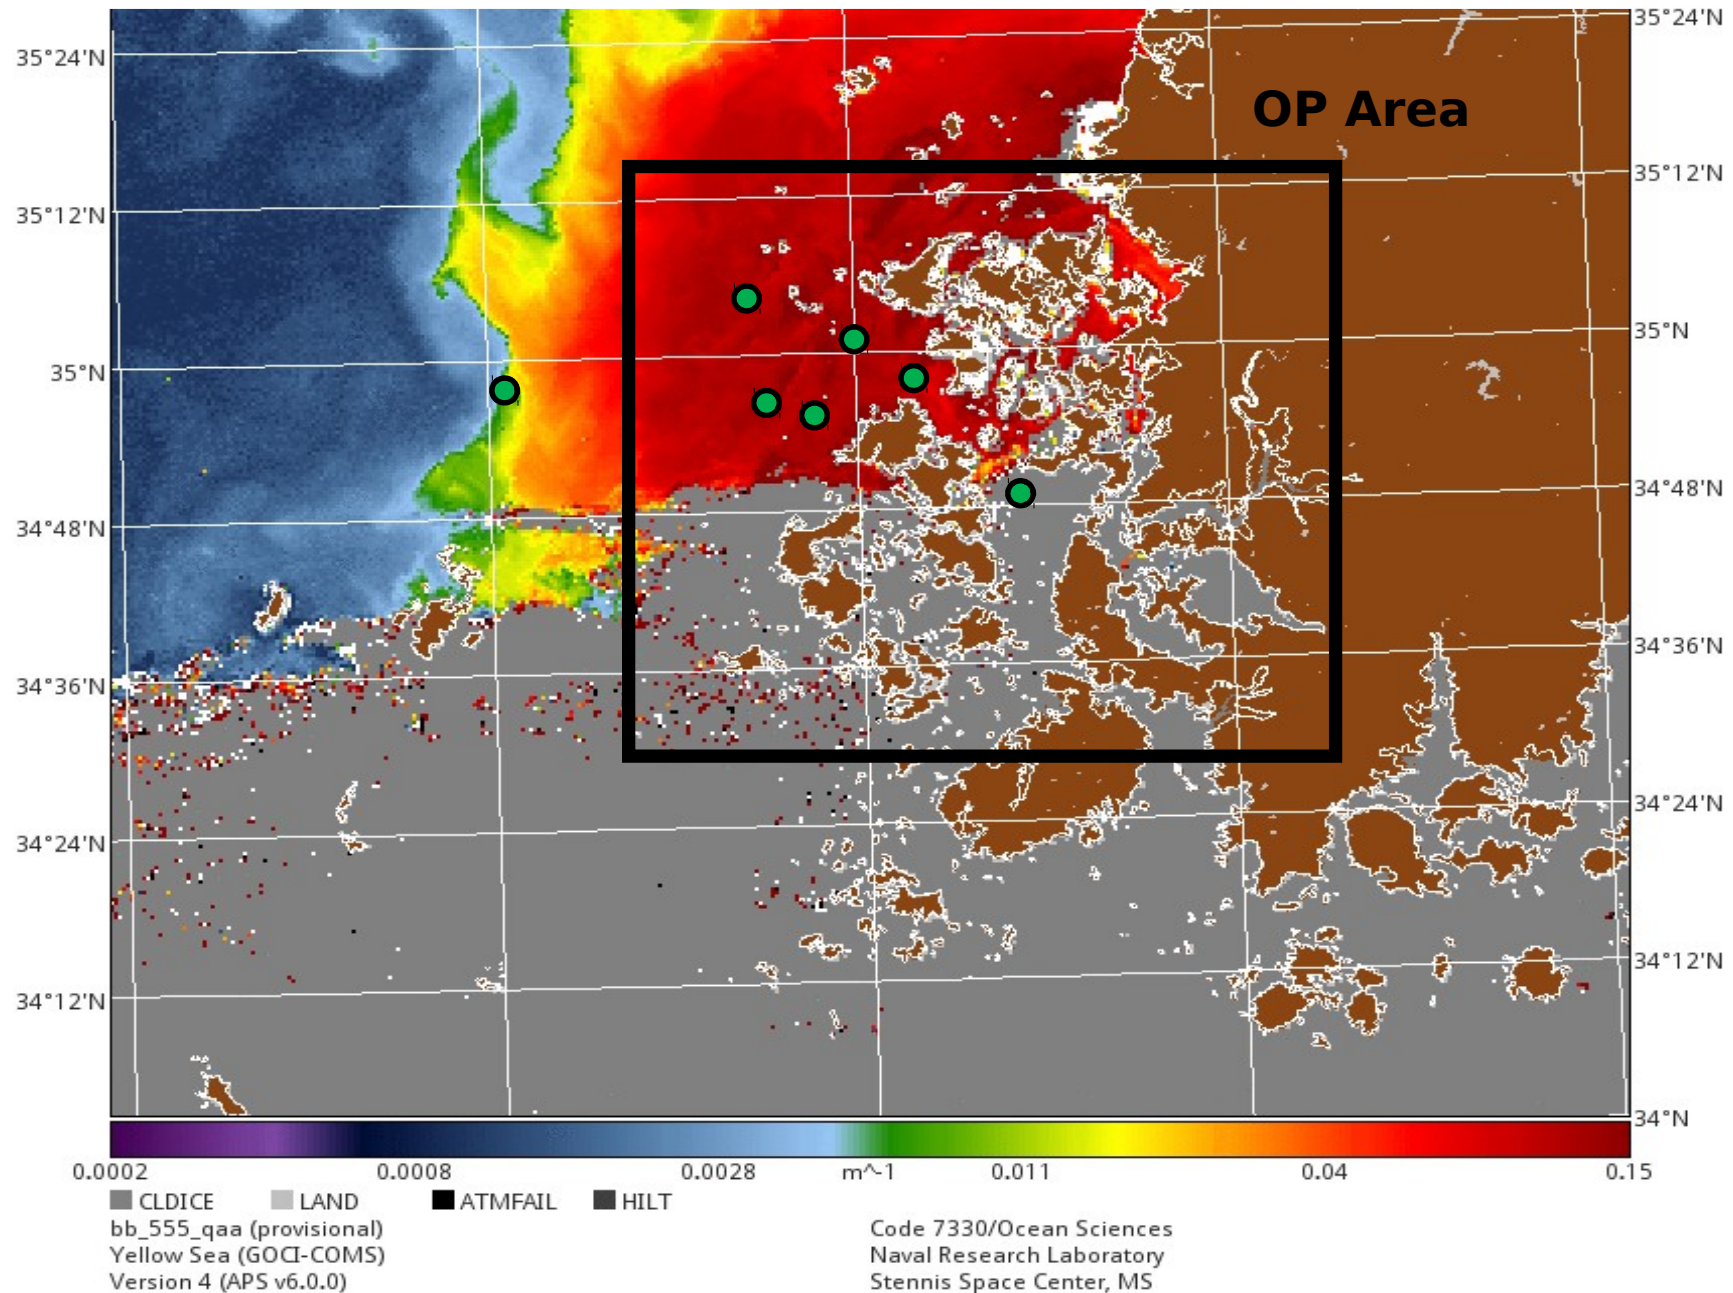 35°24'N
35°24'N
OP Area
35°12'N
35°12'N
35°N
35°N
34°48'N
34°48'N
34°36'N
34°36'N
34°24'N
34°24'N
34°12'N
34°12'N
34°N
0.0002 0.0008 0.0028 m^-1 0.011 0.04 0.15
CLDICE LAND ATMFAIL HILT
bb_555_qaa (provisional)
Yellow Sea (GOCI-COMS)
Version 4 (APS v6.0.0)
Code 7330/Ocean Sciences
Naval Research Laboratory
Stennis Space Center, MS